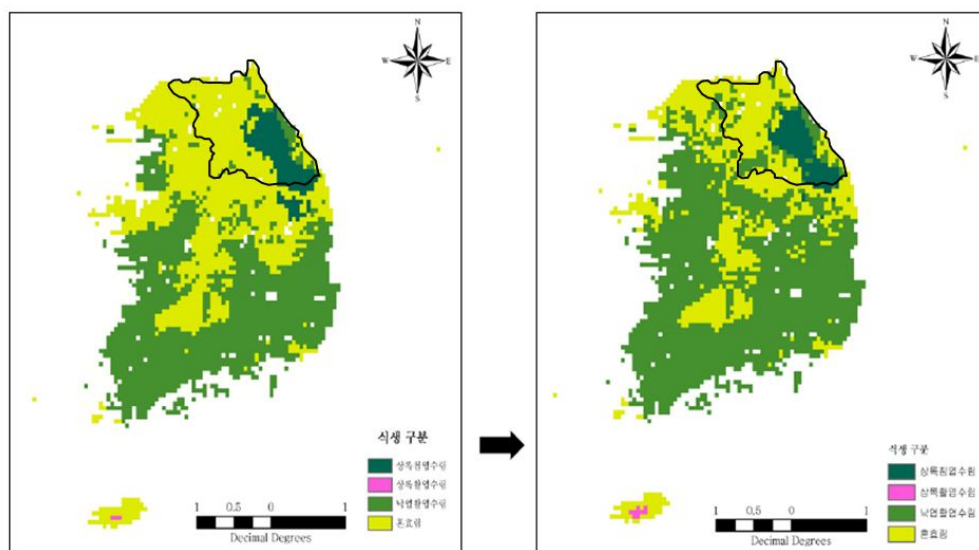 N
W E
S
식생 구분
상록침엽수림
상록활엽수림
낙엽활엽수림
혼효림
1 0.5 0 1
Decimal Degrees
N
W E
S
식생 구분
상록침엽수림
상록활엽수림
낙엽활엽수림
혼효림
1 0.5 0 1
Decimal Degrees